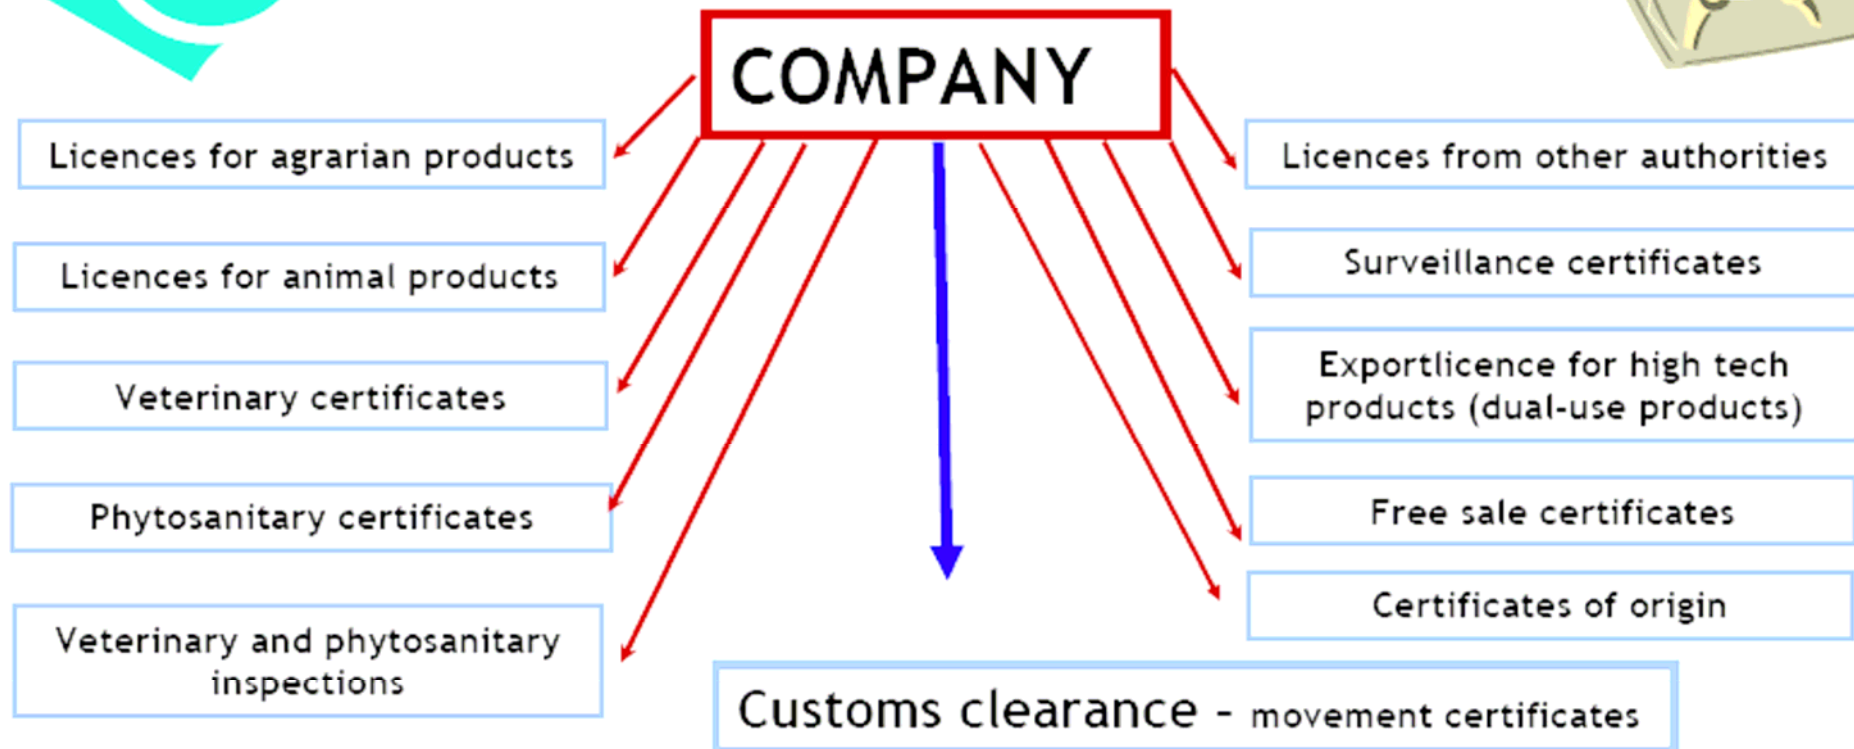 COMPANY
Licences for agrarian products
Licences for animal products
Veterinary certificates
Phytosanitary certificates
Veterinary and phytosanitary
inspections
Licences from other authorities
Surveillance certificates
Exportlicence for high tech
products (dual-use products)
Free sale certificates
Certificates of origin
Customs clearance - movement certificates